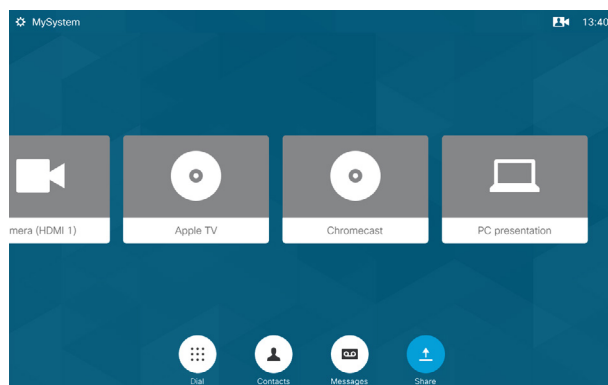 MySystem
13:40
mera (HDMI 1)
Apple TV
Chromecast
PC presentation
Dial
Contacts
Messages
Share